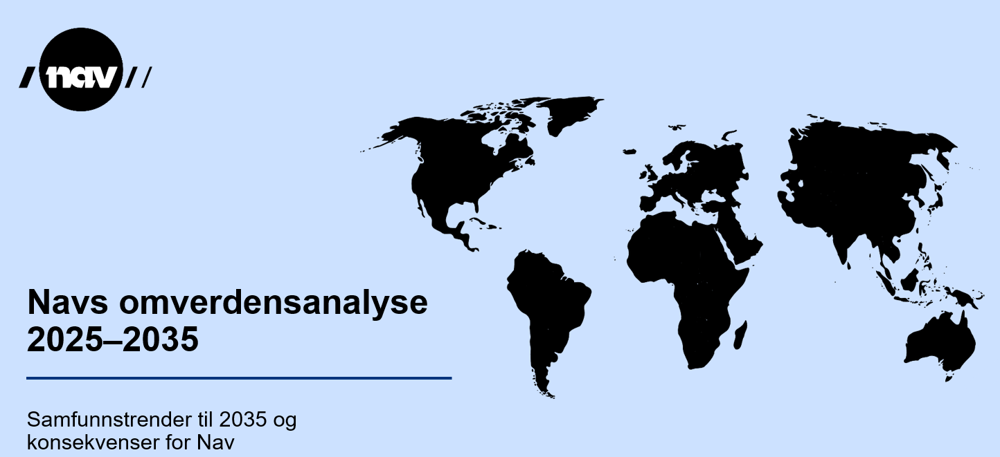 nav
Navs omverdensanalyse
2025–2035
Samfunnstrender til 2035 og
konsekvenser for Nav